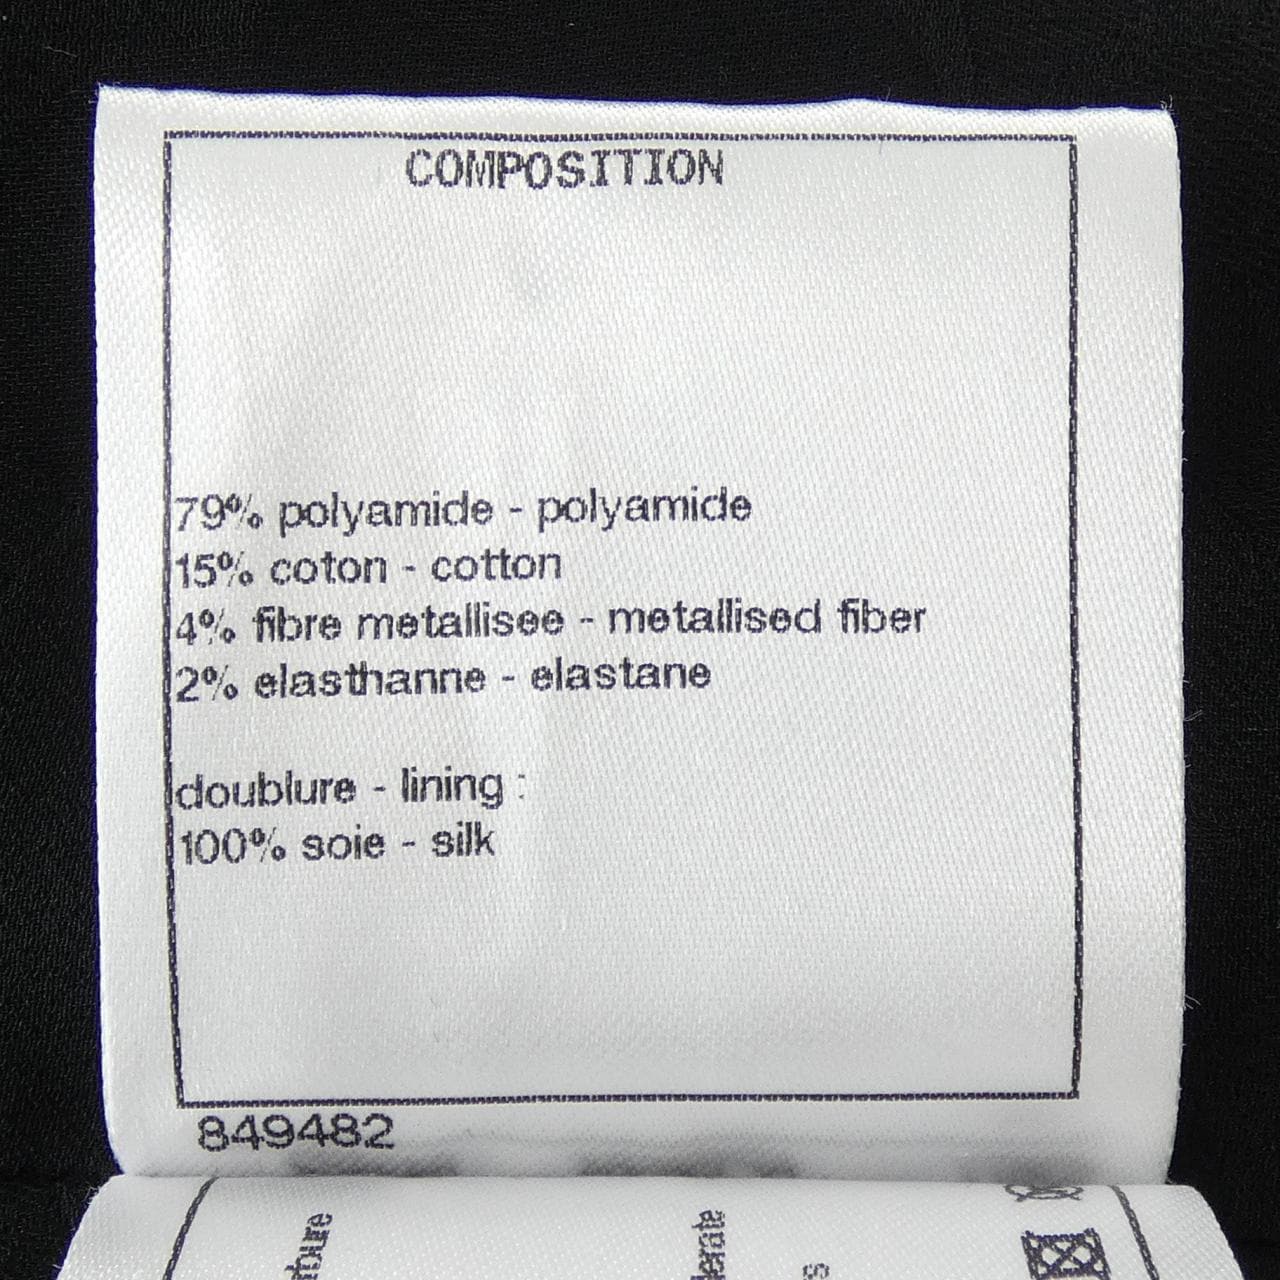 COMPOSITION
79% polyamide - polyamide
15% coton - cotton
4% fibre metallisee - metallised fiber
2% elasthanne - elastane
doublure - lining :
100% soie - silk
849482